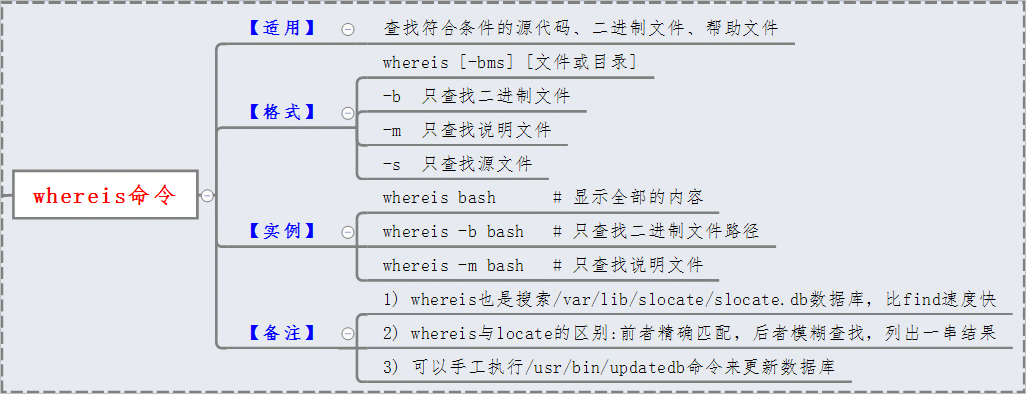 whereis命令
【适用】
查找符合条件的源代码、二进制文件、帮助文件
【格式】
whereis [-bms] [文件或目录]
-b 只查找二进制文件
-m 只查找说明文件
-s 只查找源文件
【实例】
whereis bash # 显示全部的内容
whereis -b bash # 只查找二进制文件路径
whereis -m bash # 只查找说明文件
【备注】
1) whereis也是搜索/var/lib/slocate/slocate.db数据库，比find速度快
2) whereis与locate的区别:前者精确匹配，后者模糊查找，列出一串结果
3) 可以手工执行/usr/bin/updatedb命令来更新数据库